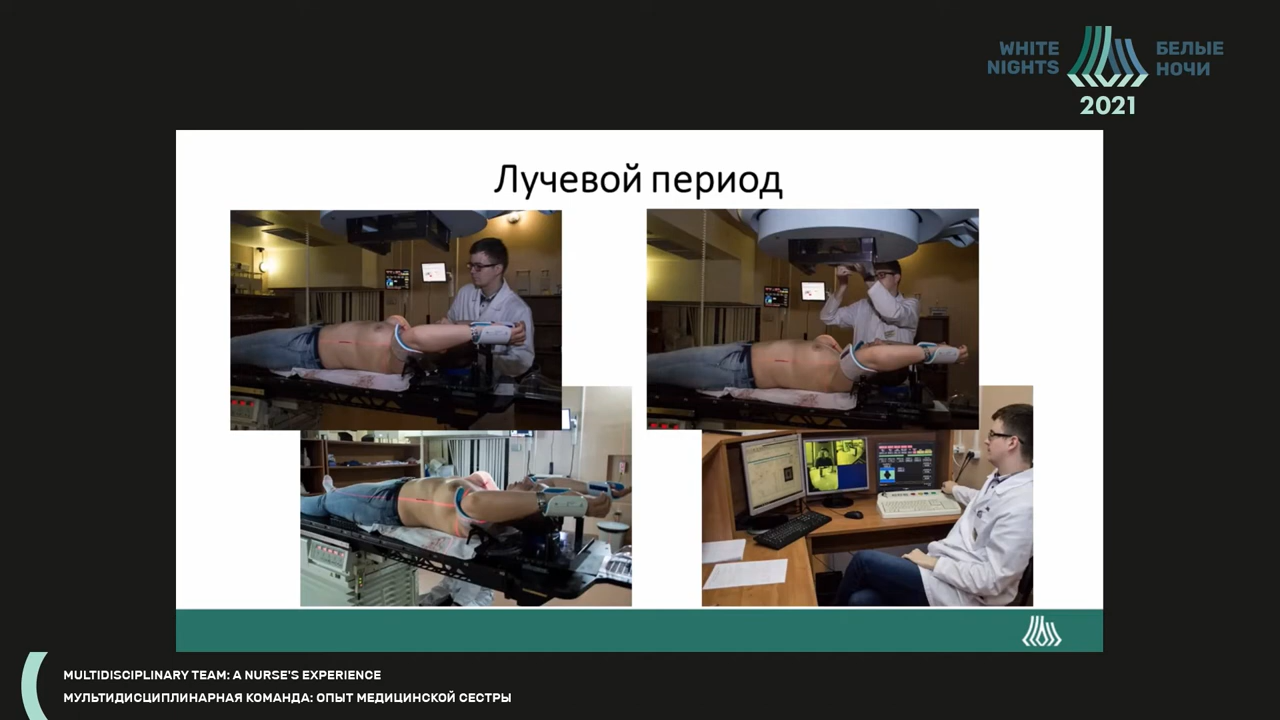 WHITE
NIGHTS
БЕЛЫЕ
НОЧИ
2021
Лучевой период
MULTIDISCIPLINARY TEAM: A NURSE'S EXPERIENCE
МУЛЬТИДИСЦИПЛИНАРНАЯ КОМАНДА: ОПЫТ МЕДИЦИНСКОЙ СЕСТРЫ